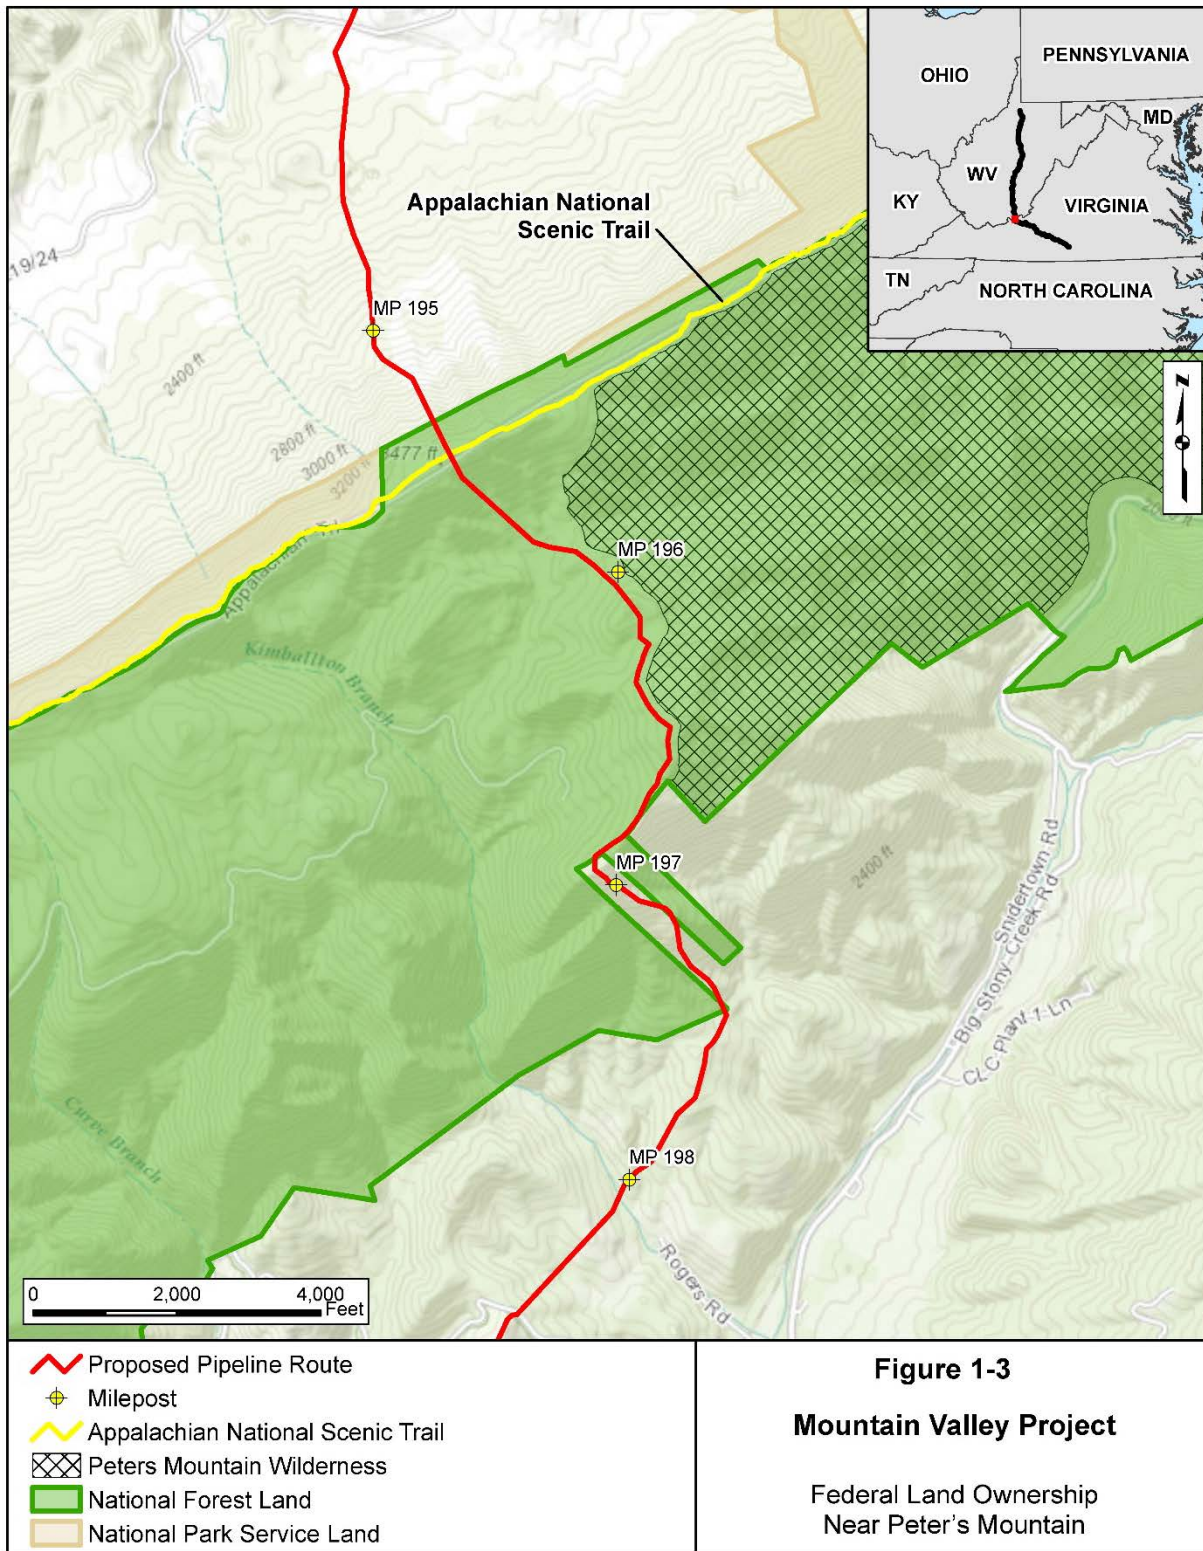 OHIO
PENNSYLVANIA
MD
WV
KY
VIRGINIA
TN
NORTH CAROLINA
Appalachian National
Scenic Trail
19/24
MP 195
2400 ft
2800 ft
3000 ft
3200 ft
3477 ft
N
MP 196
Kimballton Branch
MP 197
2400 ft
Snidertown Rd
Big Stony Creek Rd
CLC Plant 1 Ln
Curve Branch
MP 198
Rogers Rd
0 2,000 4,000
Feet
Proposed Pipeline Route
Milepost
Appalachian National Scenic Trail
Peters Mountain Wilderness
National Forest Land
National Park Service Land
Figure 1-3
Mountain Valley Project
Federal Land Ownership
Near Peter's Mountain